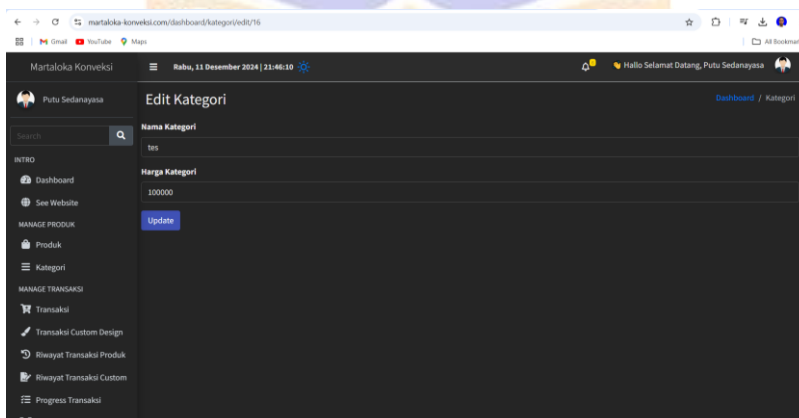 martaloka-konveksi.com/dashboard/kategori/edit/16
Gmail YouTube Maps All Bookmar
Martaloka Konveksi
Rabu, 11 Desember 2024 | 21:46:10
Hallo Selamat Datang, Putu Sedanayasa
Putu Sedanayasa
Edit Kategori
Dashboard / Kategori
Search
Nama Kategori
tes
INTRO
Harga Kategori
Dashboard
100000
See Website
Update
MANAGE PRODUK
Produk
Kategori
MANAGE TRANSAKSI
Transaksi
Transaksi Custom Design
Riwayat Transaksi Produk
Riwayat Transaksi Custom
Progress Transaksi